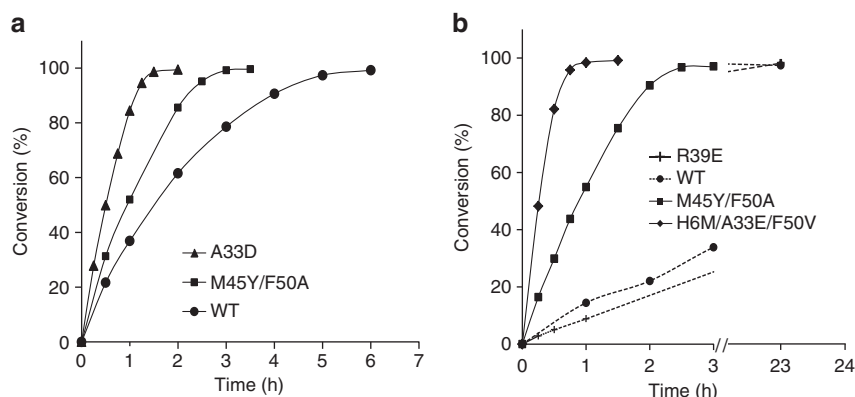 a
Conversion (%)
100
80
60
40
20
0
A33D
M45Y/F50A
WT
0 1 2 3 4 5 6 7
Time (h)
b
Conversion (%)
100
80
60
40
20
0
R39E
WT
M45Y/F50A
H6M/A33E/F50V
0 1 2 3 // 23 24
Time (h)